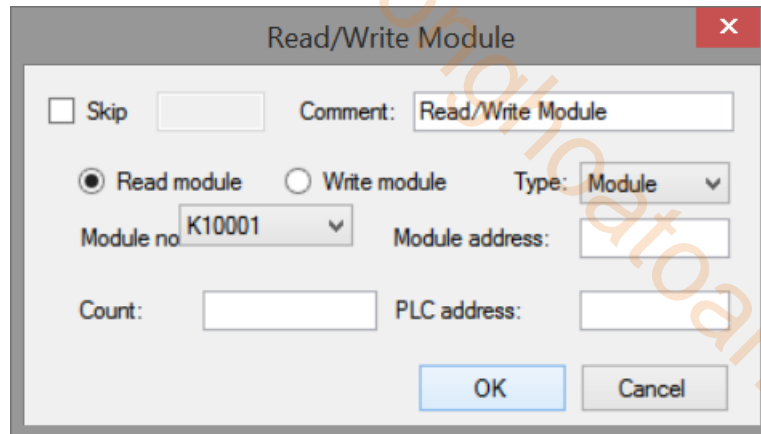 Read/Write Module
Skip Comment: Read/Write Module
Read module Write module Type: Module
Module no K10001 Module address:
Count: PLC address:
OK Cancel